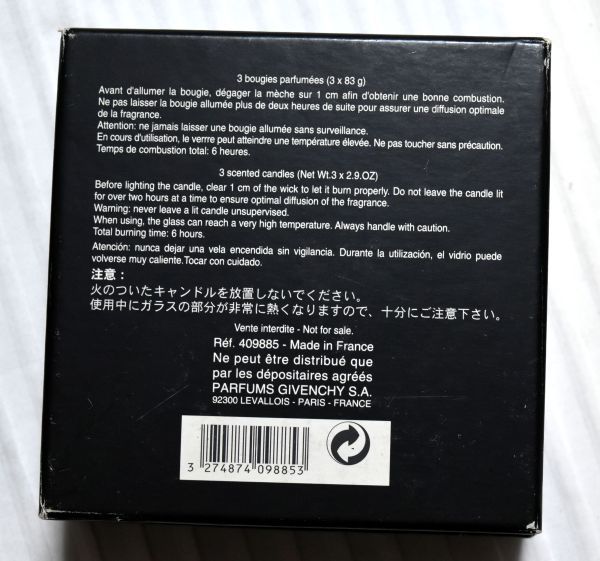 3 bougies parfumées (3 x 83 g)
Avant d'allumer la bougie, dégager la mèche sur 1 cm afin d'obtenir une bonne combustion.
Ne pas laisser la bougie allumée plus de deux heures de suite pour assurer une diffusion optimale
de la fragrance.
Attention: ne jamais laisser une bougie allumée sans surveillance.
En cours d'utilisation, le verrre peut atteindre une température élevée. Ne pas toucher sans précaution.
Temps de combustion total: 6 heures.
3 scented candles (Net Wt.3 x 2.9.OZ)
Before lighting the candle, clear 1 cm of the wick to let it burn properly. Do not leave the candle lit
for over two hours at a time to ensure optimal diffusion of the fragrance.
Warning: never leave a lit candle unsupervised.
When using, the glass can reach a very high temperature. Always handle with caution.
Total burning time: 6 hours.
Atención: nunca dejar una vela encendida sin vigilancia. Durante la utilización, el vidrio puede
volverse muy caliente.Tocar con cuidado.
注意：
火のついたキャンドルを放置しないでください。
使用中にガラスの部分が非常に熱くなりますので、十分にご注意下さい。
Vente interdite - Not for sale.
Réf. 409885 - Made in France
Ne peut être distribué que
par les dépositaires agréés
PARFUMS GIVENCHY S.A.
92300 LEVALLOIS - PARIS - FRANCE
3 274874 098853